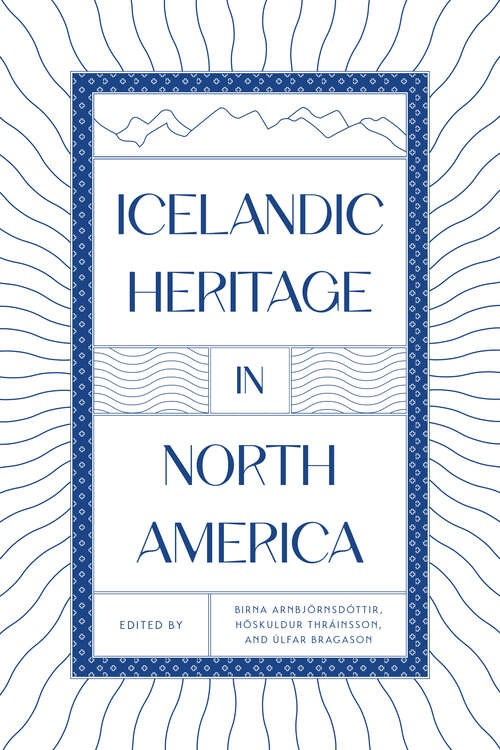 ICELANDIC
HERITAGE
IN
NORTH
AMERICA
EDITED BY
BIRNA ARNBJÖRNSDÓTTIR,
HÖSKULDUR THRÁINSSON,
AND ÚLFAR BRAGASON